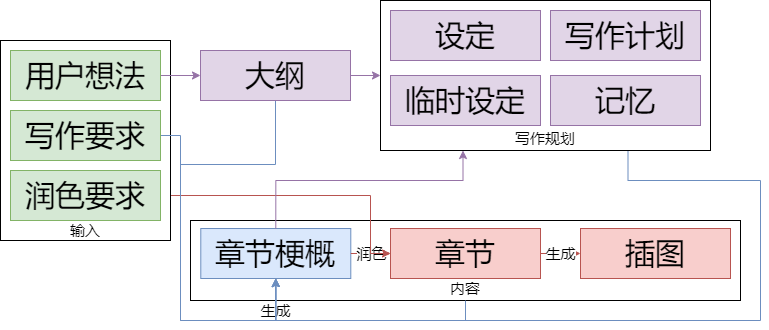 设定
写作计划
用户想法
大纲
临时设定
记忆
写作要求
写作规划
润色要求
输入
章节梗概
润色
章节
生成
插图
内容
生成